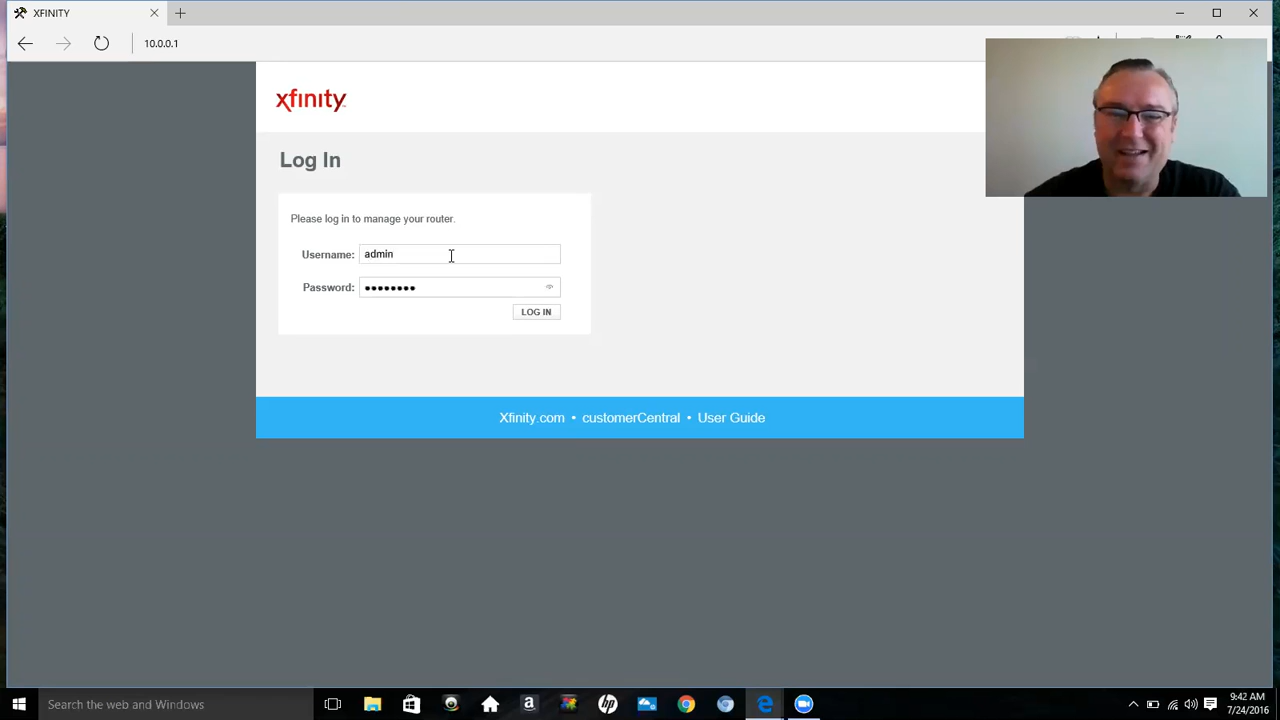 XFINITY
10.0.0.1
xfinity
Log In
Please log in to manage your router.
Username: admin
Password: ••••••••
LOG IN
Xfinity.com • customerCentral • User Guide
Search the web and Windows
9:42 AM
7/24/2016